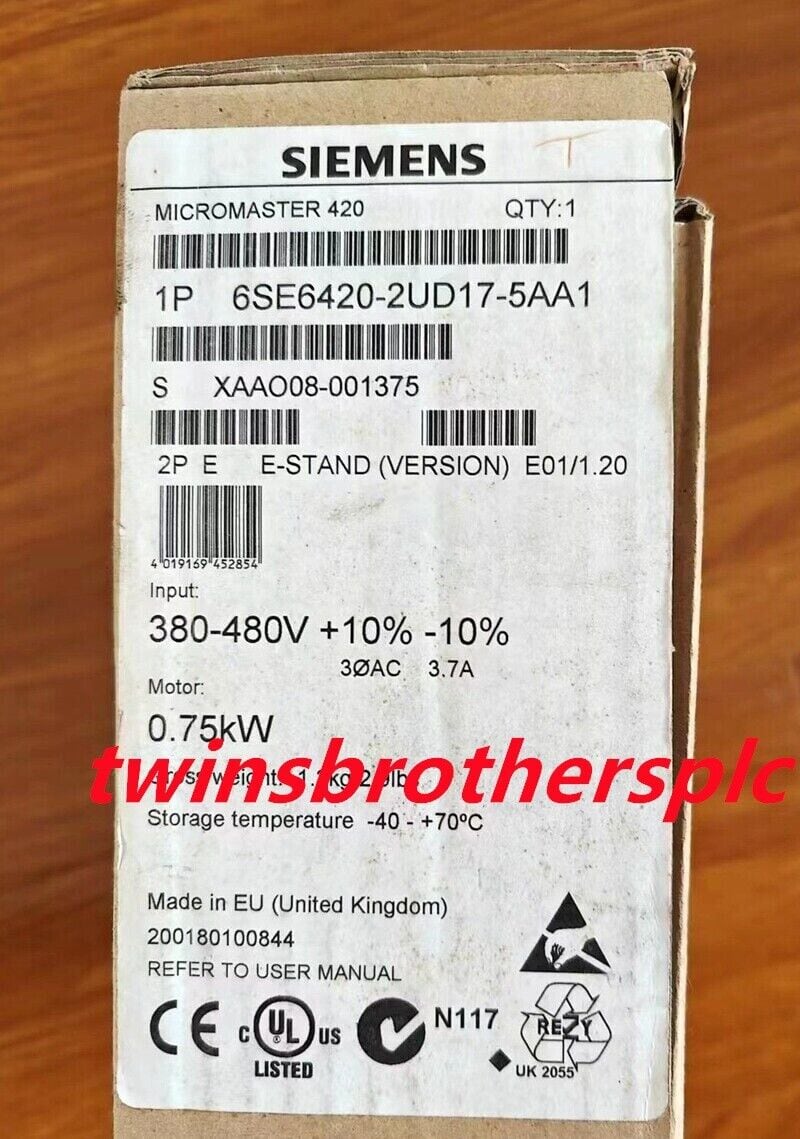 SIEMENS
T
MICROMASTER 420 QTY:1
1P 6SE6420-2UD17-5AA1
S XAAO08-001375
2P E E-STAND (VERSION) E01/1.20
4 019169 452854
Input:
380-480V +10% -10%
3ØAC 3.7A
Motor:
0.75kW
twinsbrothersplc
Storage temperature -40 - +70ºC
Made in EU (United Kingdom)
200180100844
REFER TO USER MANUAL
CE c UL US N117 REZY
LISTED UK 2055